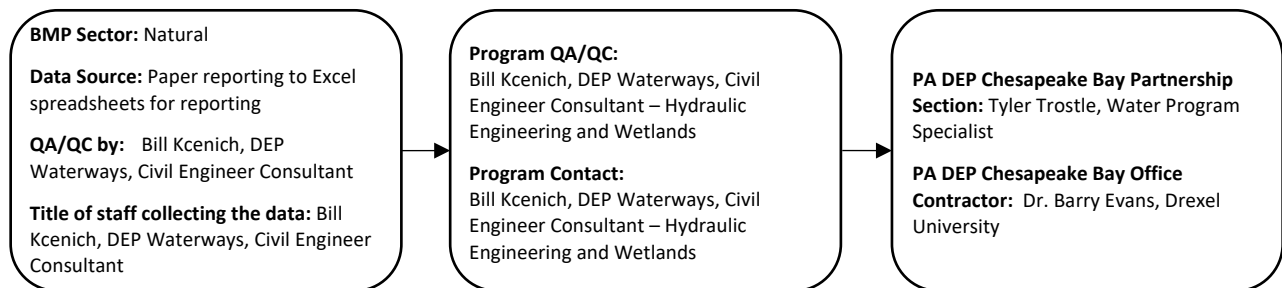 BMP Sector: Natural
Data Source: Paper reporting to Excel
spreadsheets for reporting
QA/QC by: Bill Kcenich, DEP
Waterways, Civil Engineer Consultant
Title of staff collecting the data: Bill
Kcenich, DEP Waterways, Civil Engineer
Consultant
Program QA/QC:
Bill Kcenich, DEP Waterways, Civil
Engineer Consultant – Hydraulic
Engineering and Wetlands
Program Contact:
Bill Kcenich, DEP Waterways, Civil
Engineer Consultant – Hydraulic
Engineering and Wetlands
PA DEP Chesapeake Bay Partnership
Section: Tyler Trostle, Water Program
Specialist
PA DEP Chesapeake Bay Office
Contractor: Dr. Barry Evans, Drexel
University